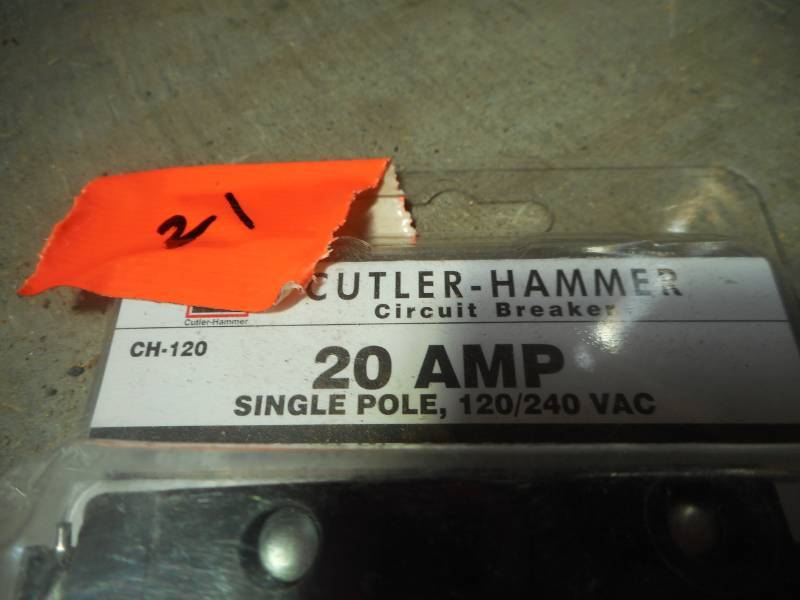 21
CUTLER-HAMMER
Circuit Breaker
Cutler-Hammer
CH-120
20 AMP
SINGLE POLE, 120/240 VAC